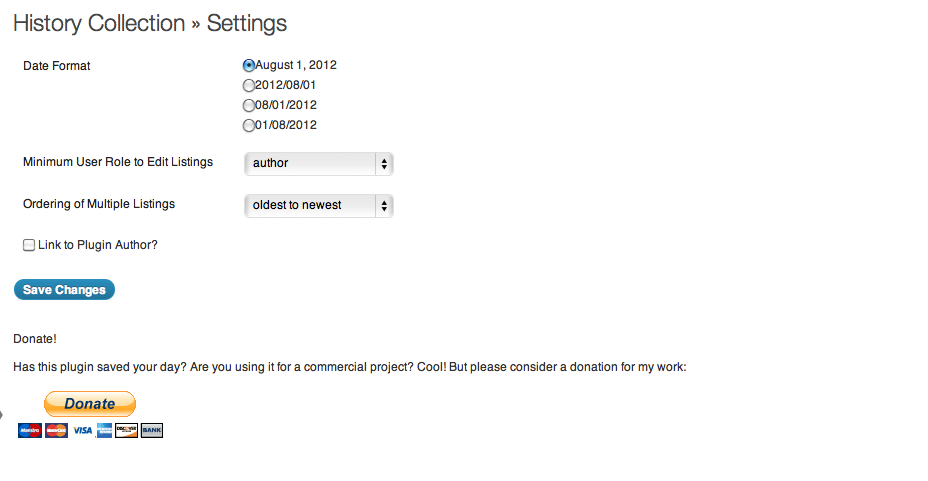 History Collection » Settings
Date Format
August 1, 2012
2012/08/01
08/01/2012
01/08/2012
Minimum User Role to Edit Listings author
Ordering of Multiple Listings oldest to newest
Link to Plugin Author?
Save Changes
Donate!
Has this plugin saved your day? Are you using it for a commercial project? Cool! But please consider a donation for my work:
Donate
Maestro MasterCard VISA DISCOVER BANK